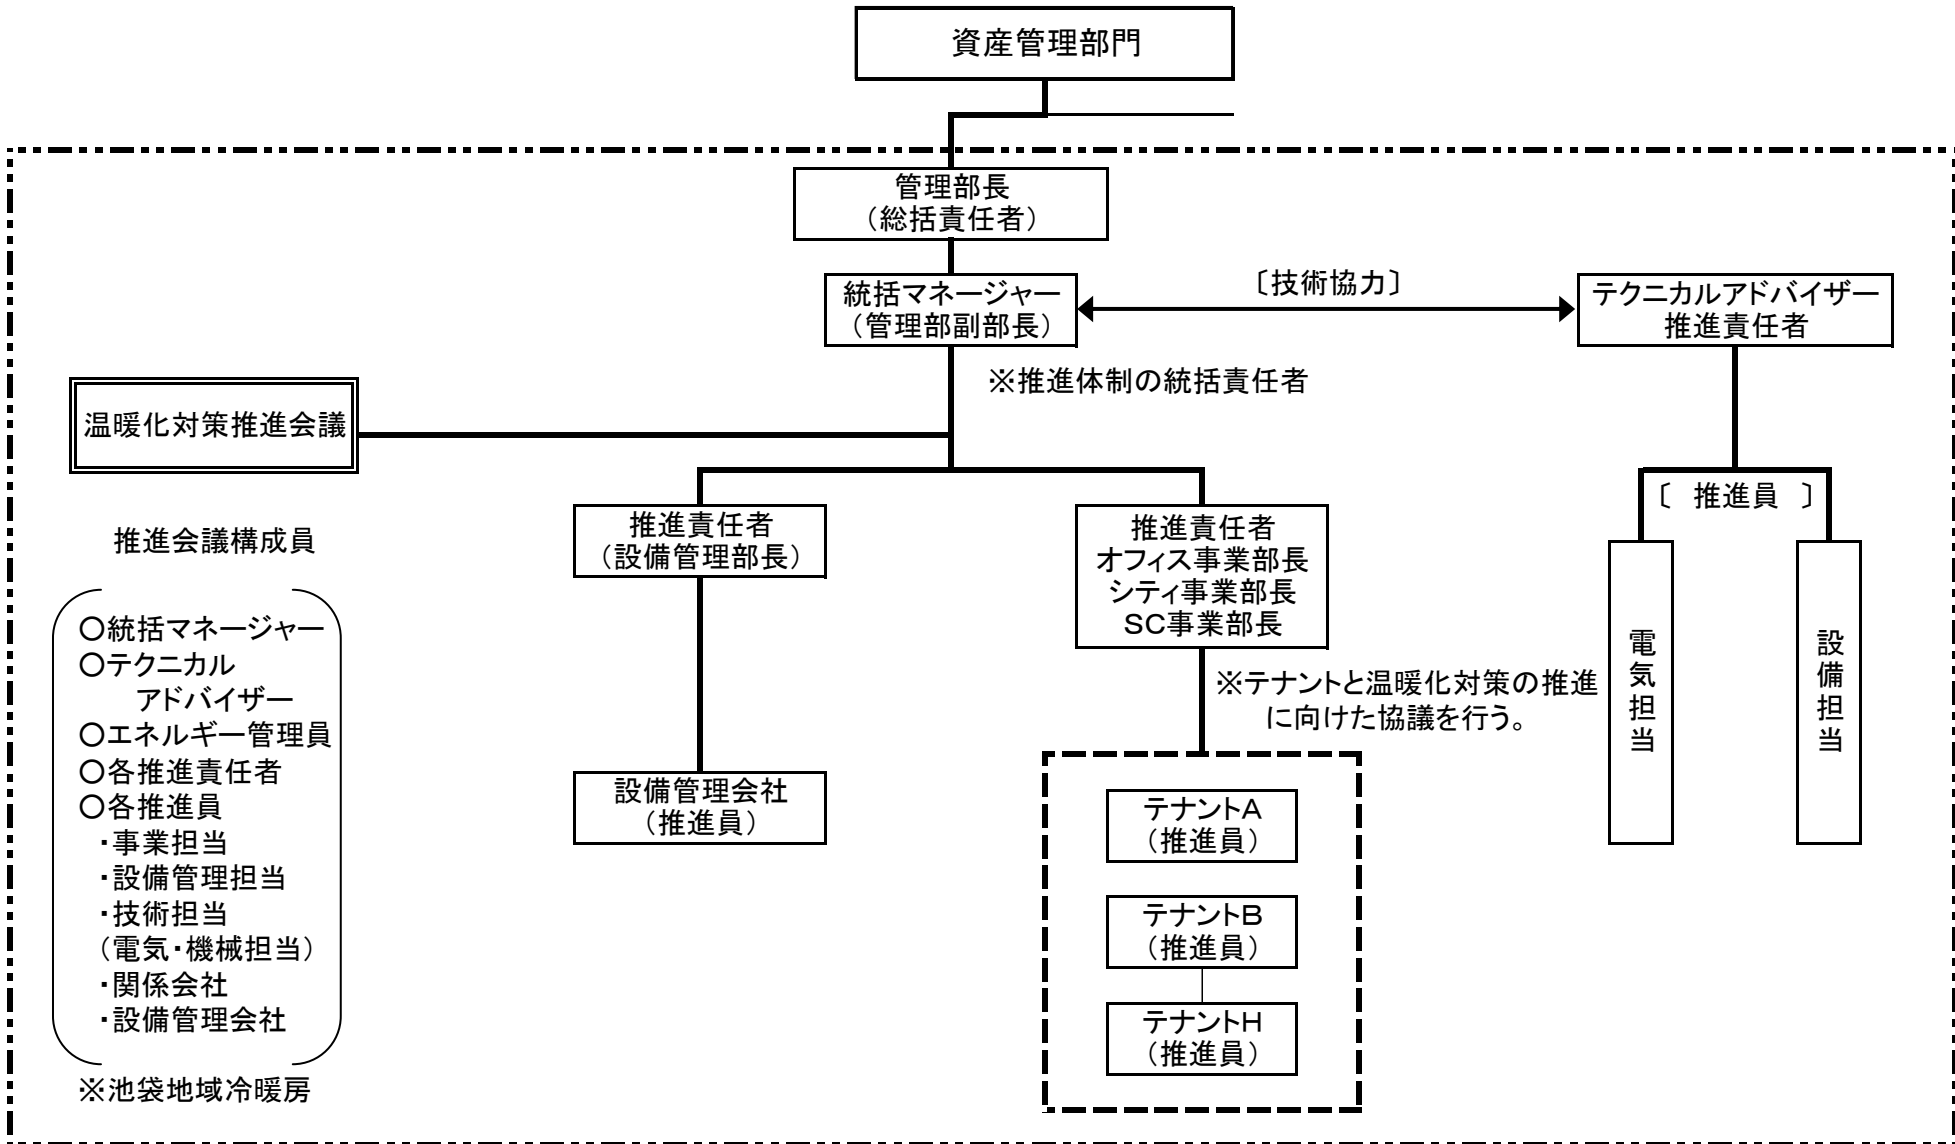 資産管理部門
管理部長
（総括責任者）
統括マネージャー
（管理部副部長）
〔技術協力〕
テクニカルアドバイザー
推進責任者
※推進体制の統括責任者
温暖化対策推進会議
推進会議構成員
○統括マネージャー
○テクニカル
アドバイザー
○エネルギー管理員
○各推進責任者
○各推進員
・事業担当
・設備管理担当
・技術担当
（電気・機械担当）
・関係会社
・設備管理会社
※池袋地域冷暖房
推進責任者
（設備管理部長）
設備管理会社
（推進員）
推進責任者
オフィス事業部長
シティ事業部長
SC事業部長
※テナントと温暖化対策の推進
に向けた協議を行う。
テナントA
（推進員）
テナントB
（推進員）
テナントH
（推進員）
〔　推進員　〕
電気担当
設備担当